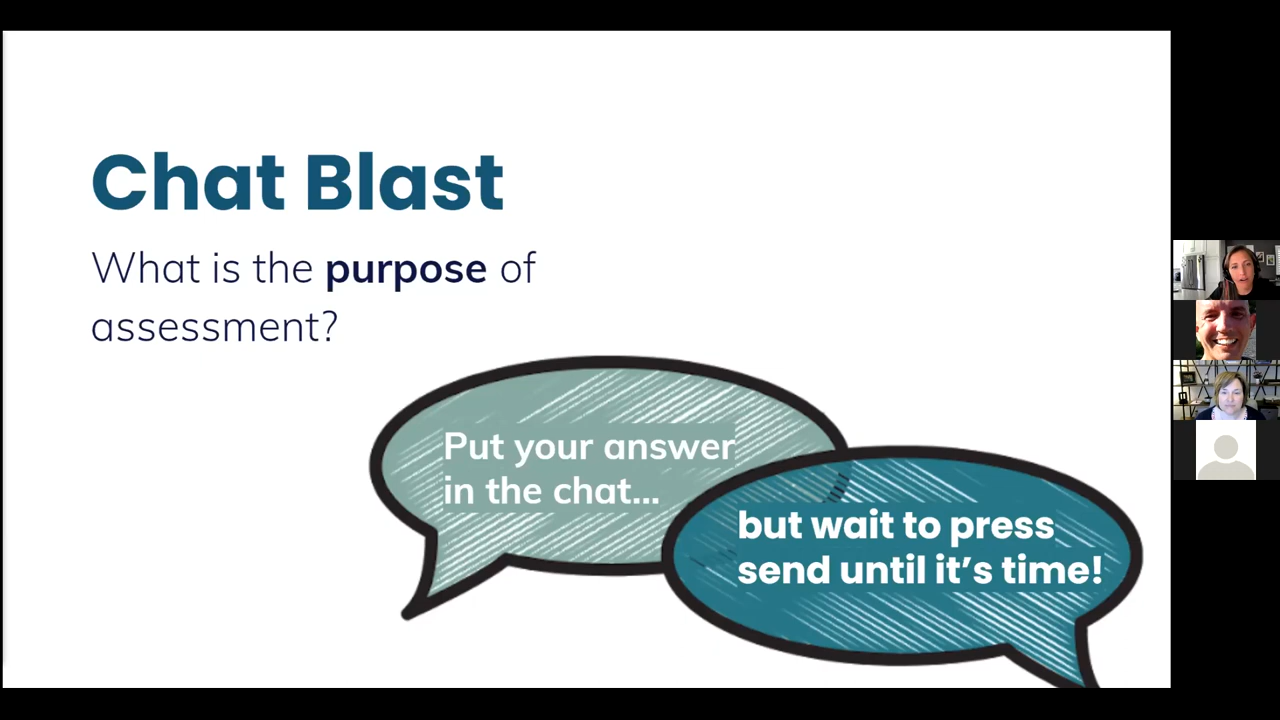 Chat Blast
What is the purpose of
assessment?
Put your answer
in the chat...
but wait to press
send until it’s time!